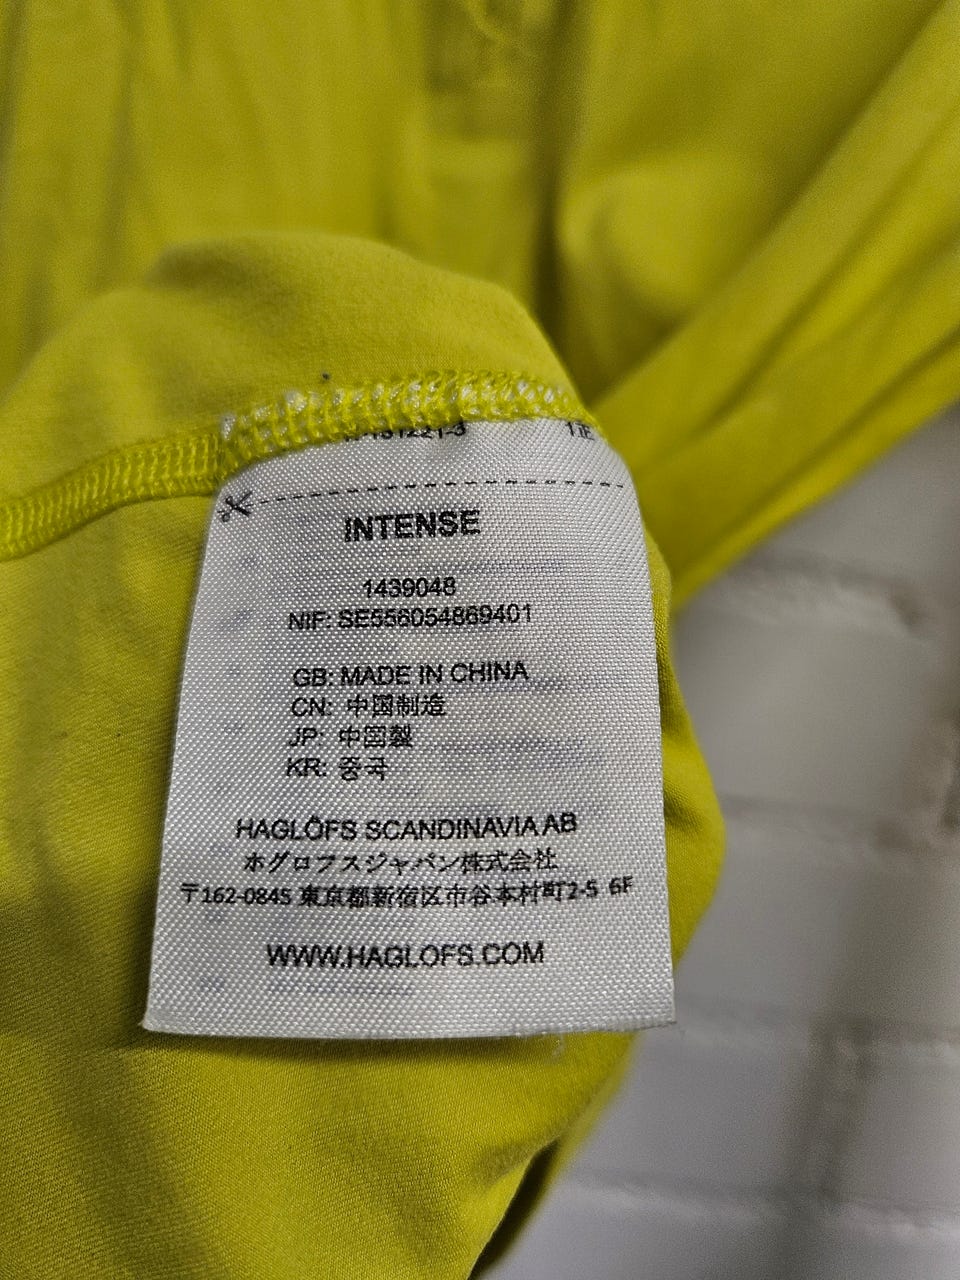 INTENSE
1439048
NIF: SE556054869401
GB: MADE IN CHINA
CN: 中国制造
JP: 中国製
KR: 중국
HAGLÖFS SCANDINAVIA AB
ホグロフスジャパン株式会社
〒162-0845 東京都新宿区市谷本村町2-5 6F
WWW.HAGLOFS.COM